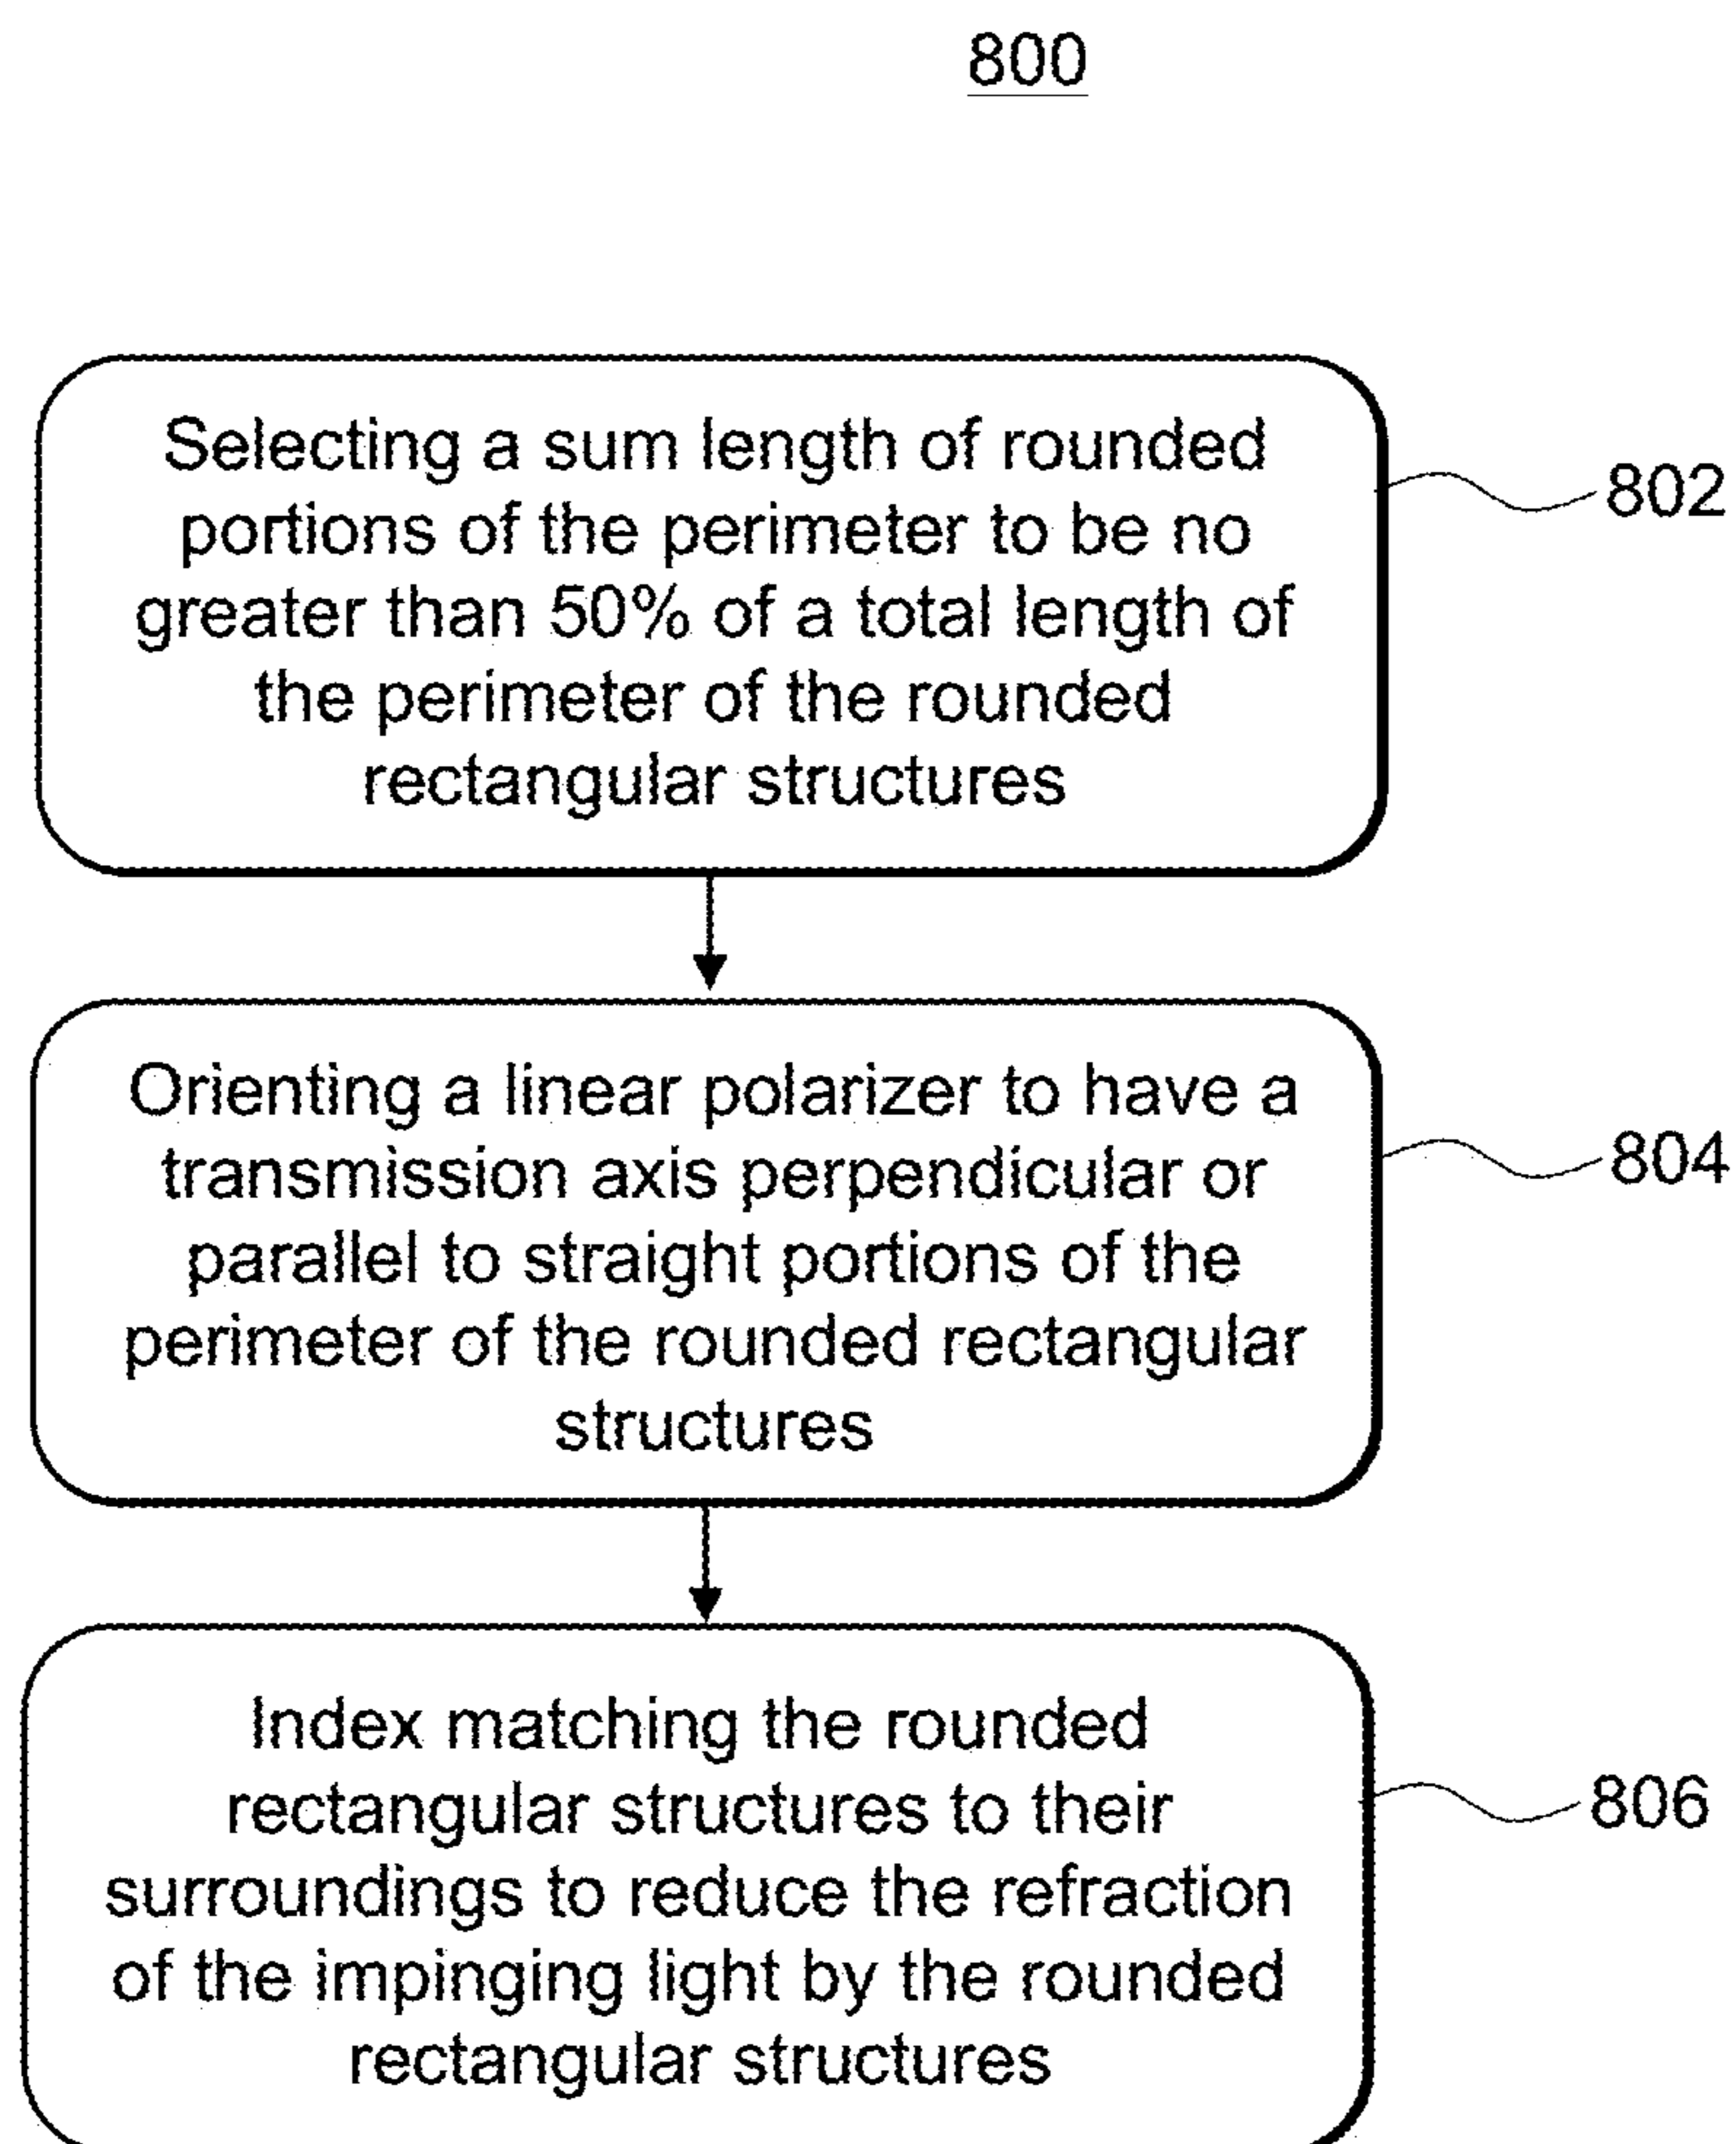 800
Selecting a sum length of rounded
portions of the perimeter to be no
greater than 50% of a total length of
the perimeter of the rounded
rectangular structures
802
Orienting a linear polarizer to have a
transmission axis perpendicular or
parallel to straight portions of the
perimeter of the rounded rectangular
structures
804
Index matching the rounded
rectangular structures to their
surroundings to reduce the refraction
of the impinging light by the rounded
rectangular structures
806